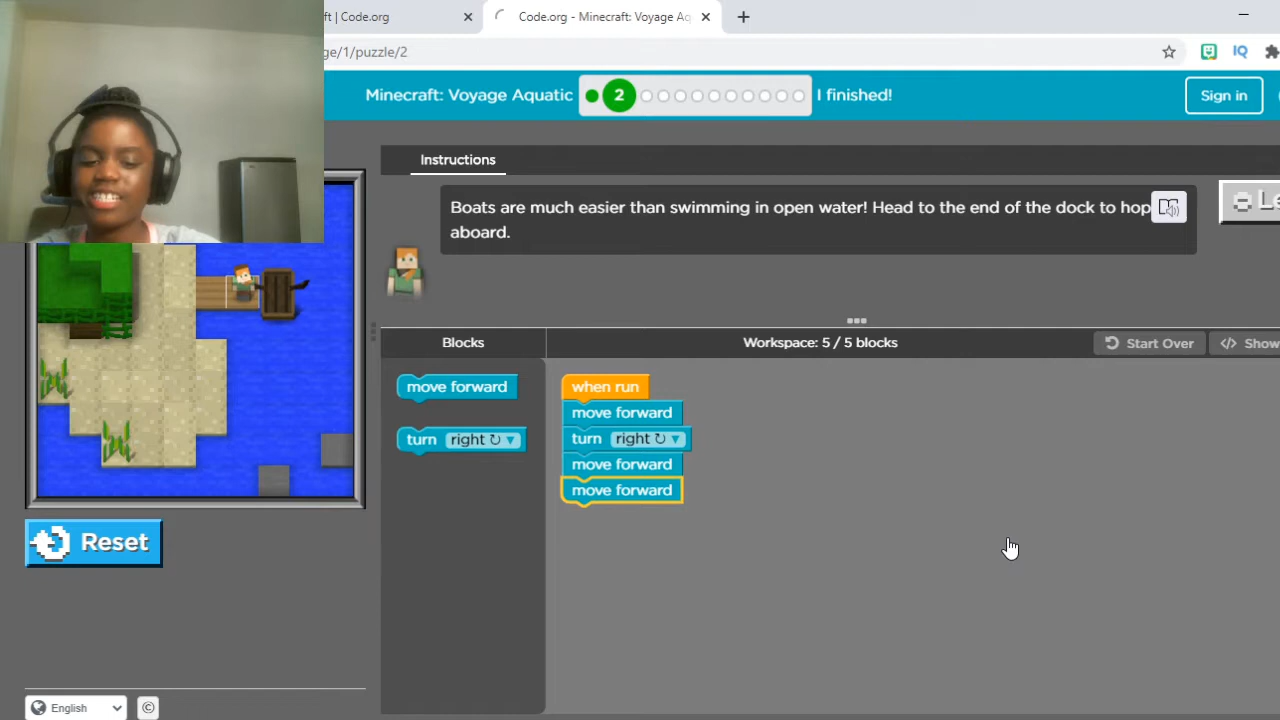 ft | Code.org
Code.org - Minecraft: Voyage Aq
ge/1/puzzle/2
IQ
Minecraft: Voyage Aquatic
2
I finished!
Sign in
Instructions
Boats are much easier than swimming in open water! Head to the end of the dock to hop
aboard.
Le
Blocks
Workspace: 5 / 5 blocks
Start Over
</> Show
move forward
turn right ↻ ▼
when run
move forward
turn right ↻ ▼
move forward
move forward
Reset
English
©